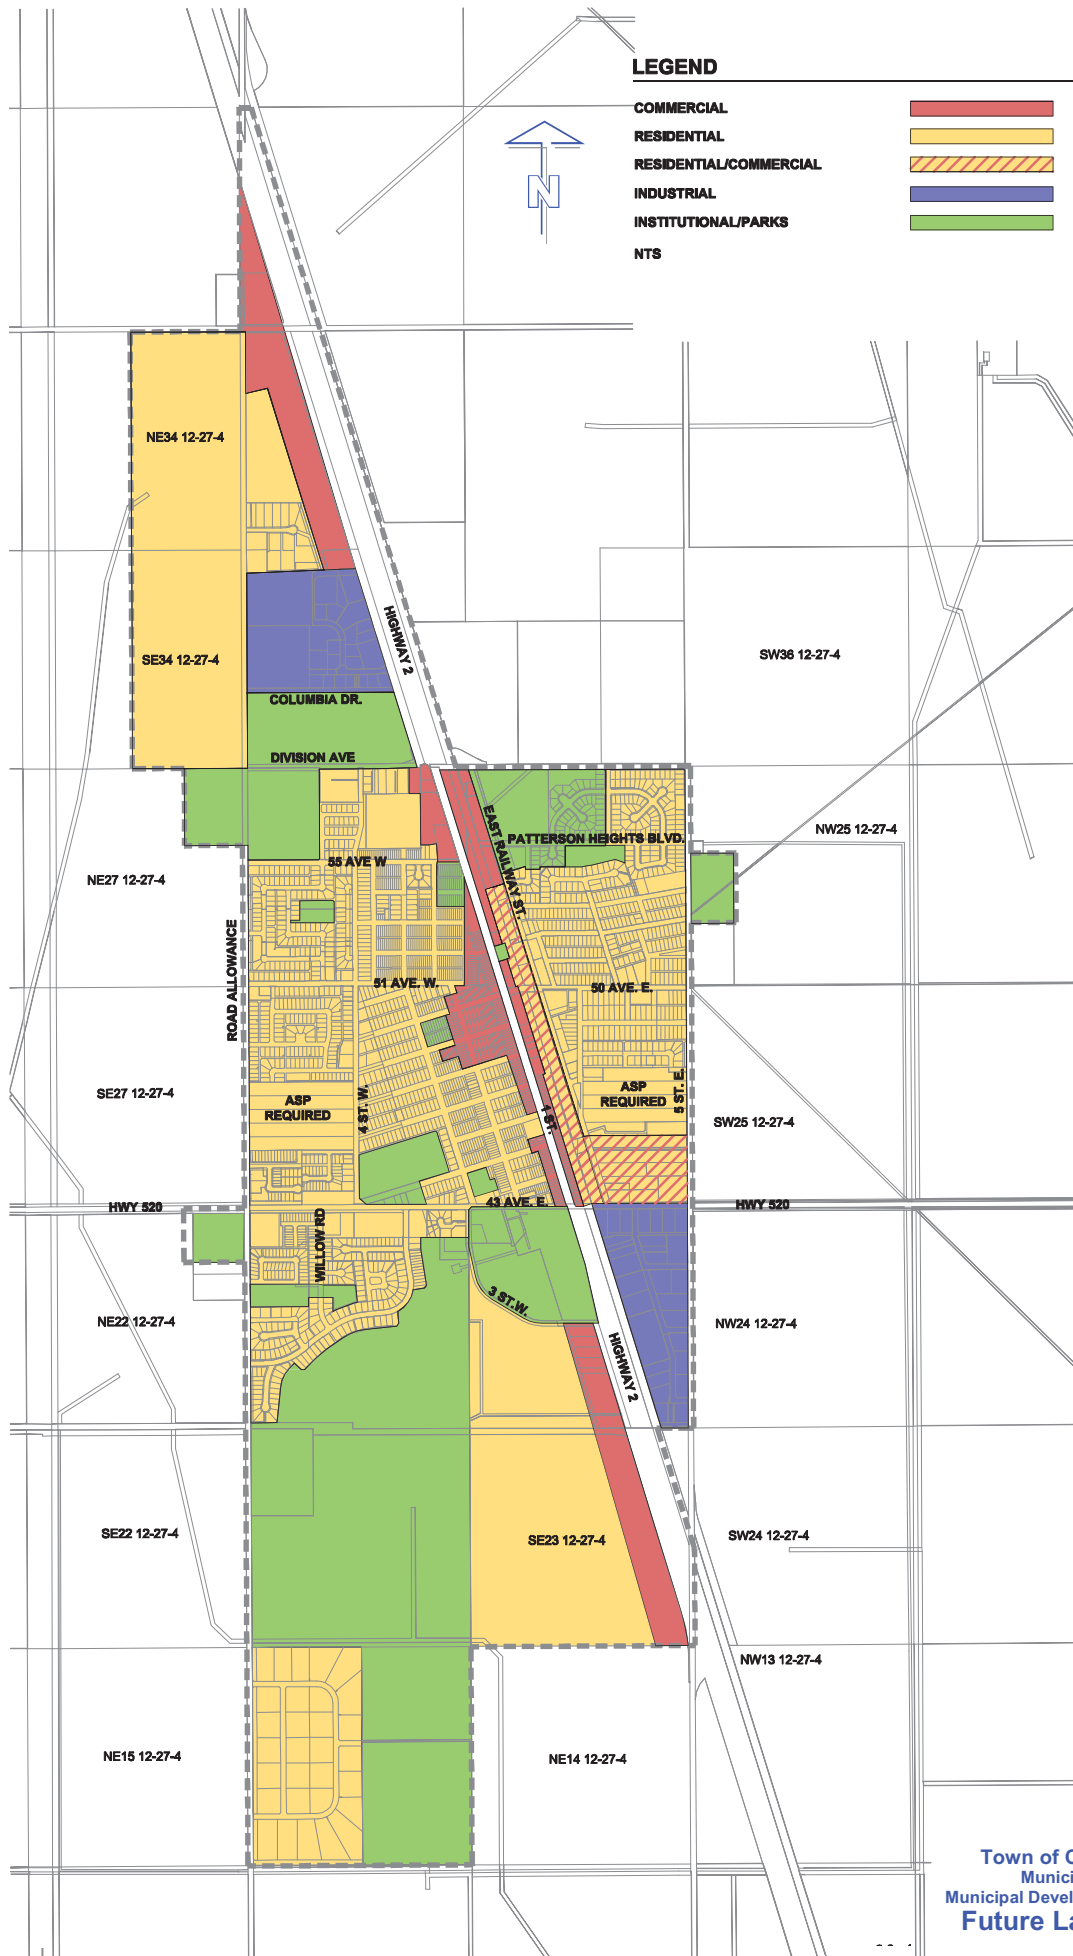 LEGEND
COMMERCIAL
RESIDENTIAL
RESIDENTIAL/COMMERCIAL
INDUSTRIAL
INSTITUTIONAL/PARKS
NTS
N
NE34 12-27-4
HIGHWAY 2
SE34 12-27-4
SW36 12-27-4
COLUMBIA DR.
DIVISION AVE
EAST RAILWAY ST.
PATTERSON HEIGHTS BLVD.
NW25 12-27-4
55 AVE W
NE27 12-27-4
ROAD ALLOWANCE
51 AVE. W.
50 AVE. E.
SE27 12-27-4
ASP
REQUIRED
4 ST. W.
1 ST.
ASP
REQUIRED
5 ST. E.
SW25 12-27-4
HWY 520
43 AVE. E.
HWY 520
WILLOW RD
3 ST.W.
NE22 12-27-4
HIGHWAY 2
NW24 12-27-4
SE22 12-27-4
SE23 12-27-4
SW24 12-27-4
NW13 12-27-4
NE15 12-27-4
NE14 12-27-4
Town of
Municipal
Future